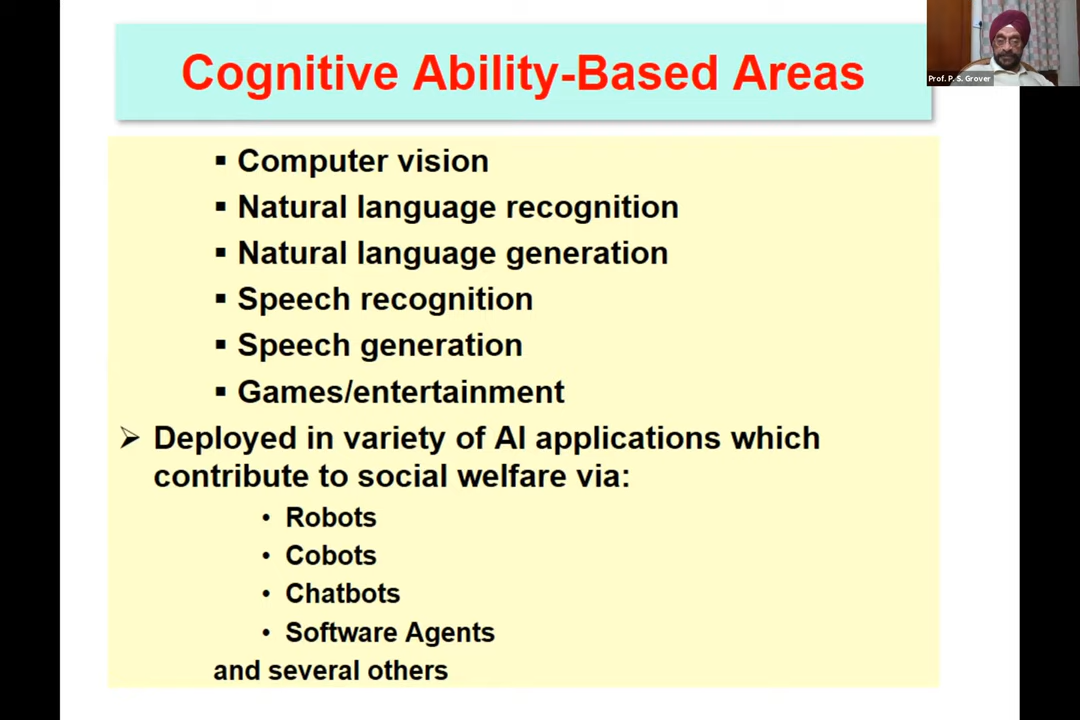 Cognitive Ability-Based Areas
Prof. P. S. Grover
▪ Computer vision
▪ Natural language recognition
▪ Natural language generation
▪ Speech recognition
▪ Speech generation
▪ Games/entertainment
➢ Deployed in variety of AI applications which
contribute to social welfare via:
• Robots
• Cobots
• Chatbots
• Software Agents
and several others